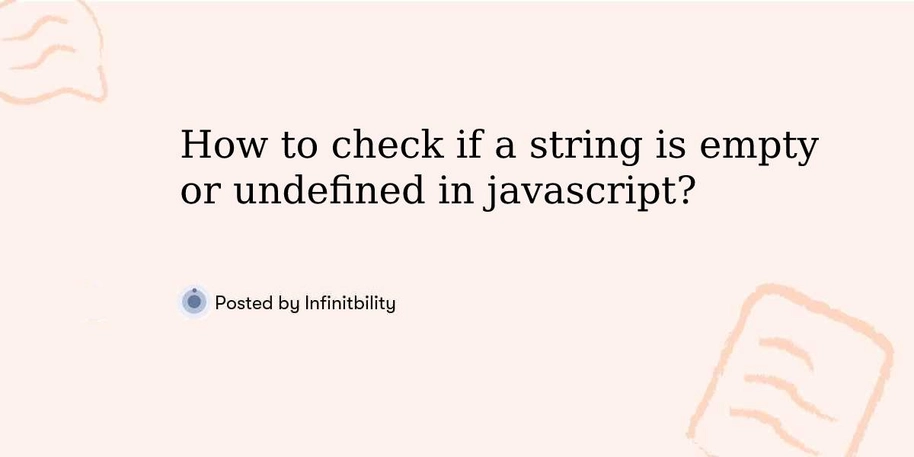 How to check if a string is empty
or undefined in javascript?
Posted by Infinitbility